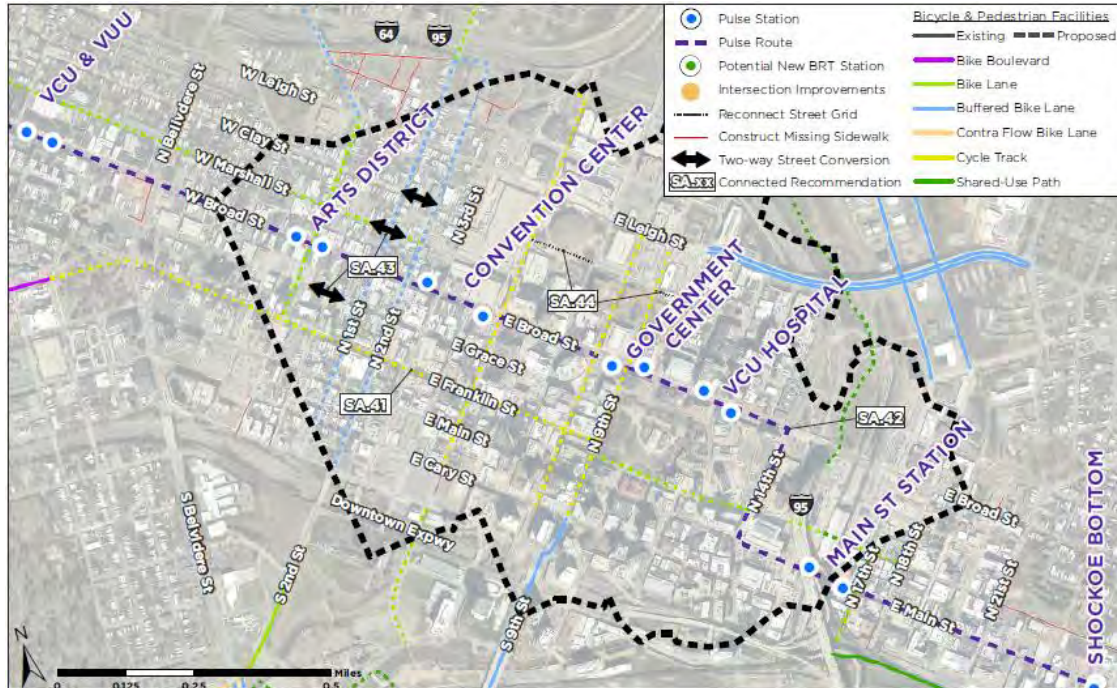 Pulse Station
Pulse Route
Potential New BRT Station
Intersection Improvements
Reconnect Street Grid
Construct Missing Sidewalk
Two-way Street Conversion
SA.xx Connected Recommendation
Bicycle & Pedestrian Facilities
Existing Proposed
Bike Boulevard
Bike Lane
Buffered Bike Lane
Contra Flow Bike Lane
Cycle Track
Shared-Use Path
64
95
VCU & VUU
N Belivdere St
W Leigh St
W Clay St
W Marshall St
W Broad St
ARTS DISTRICT
N 3rd St
CONVENTION CENTER
E Leigh St
SA.43
SA.44
GOVERNMENT
CENTER
VCU HOSPITAL
N 1st St
N 2nd St
E Broad St
E Grace St
SA.41
E Franklin St
E Main St
E Cary St
N 9th St
SA.42
N 14th St
95
MAIN ST STATION
E Broad St
Downtown Expwy
S Belvidere St
S 2nd St
S 9th St
N 17th St
N 18th St
N 21st St
E Main St
SHOCKOE BOTTOM
N
Miles
0 0.125 0.25 0.5